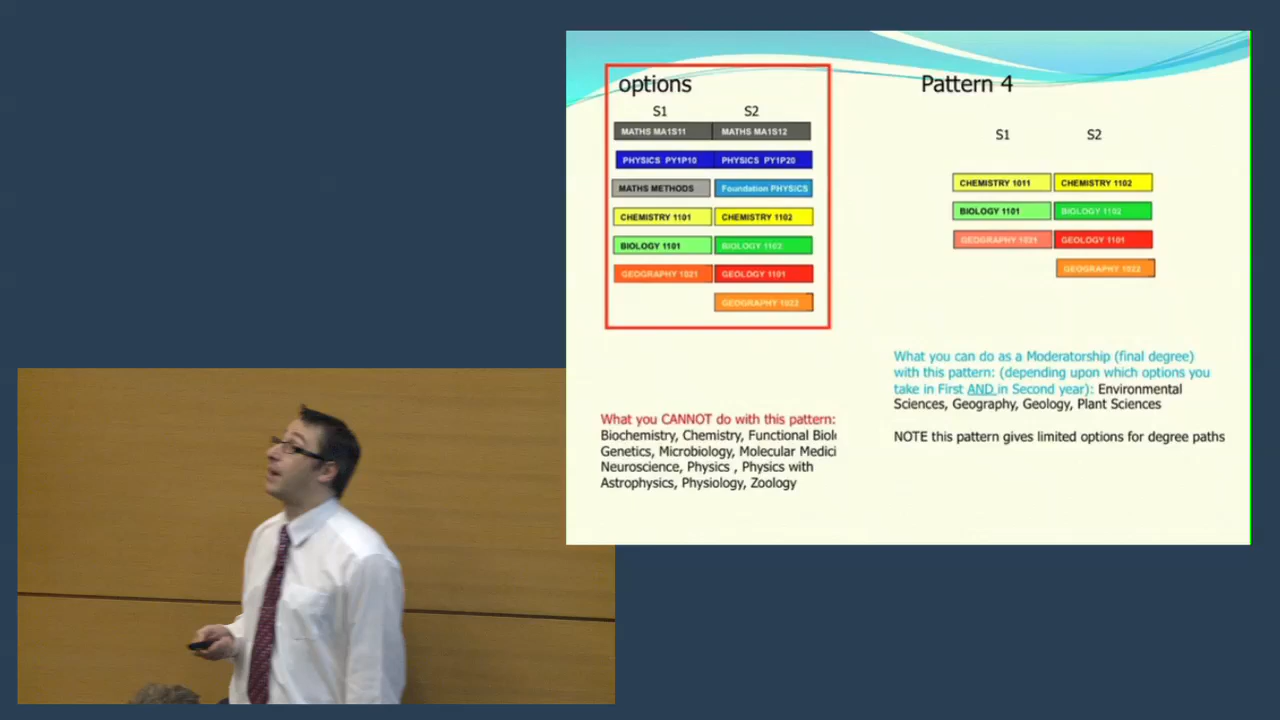 options
S1 S2
MATHS MA1S11 MATHS MA1S12
PHYSICS PY1P10 PHYSICS PY1P20
MATHS METHODS Foundation PHYSICS
CHEMISTRY 1101 CHEMISTRY 1102
BIOLOGY 1101 BIOLOGY 1102
GEOGRAPHY 1021 GEOLOGY 1101
GEOGRAPHY 1022
What you CANNOT do with this pattern:
Biochemistry, Chemistry, Functional Biol
Genetics, Microbiology, Molecular Medici
Neuroscience, Physics , Physics with
Astrophysics, Physiology, Zoology
Pattern 4
S1 S2
CHEMISTRY 1011 CHEMISTRY 1102
BIOLOGY 1101 BIOLOGY 1102
GEOGRAPHY 1021 GEOLOGY 1101
GEOGRAPHY 1022
What you can do as a Moderatorship (final degree)
with this pattern: (depending upon which options you
take in First AND in Second year): Environmental
Sciences, Geography, Geology, Plant Sciences
NOTE this pattern gives limited options for degree paths